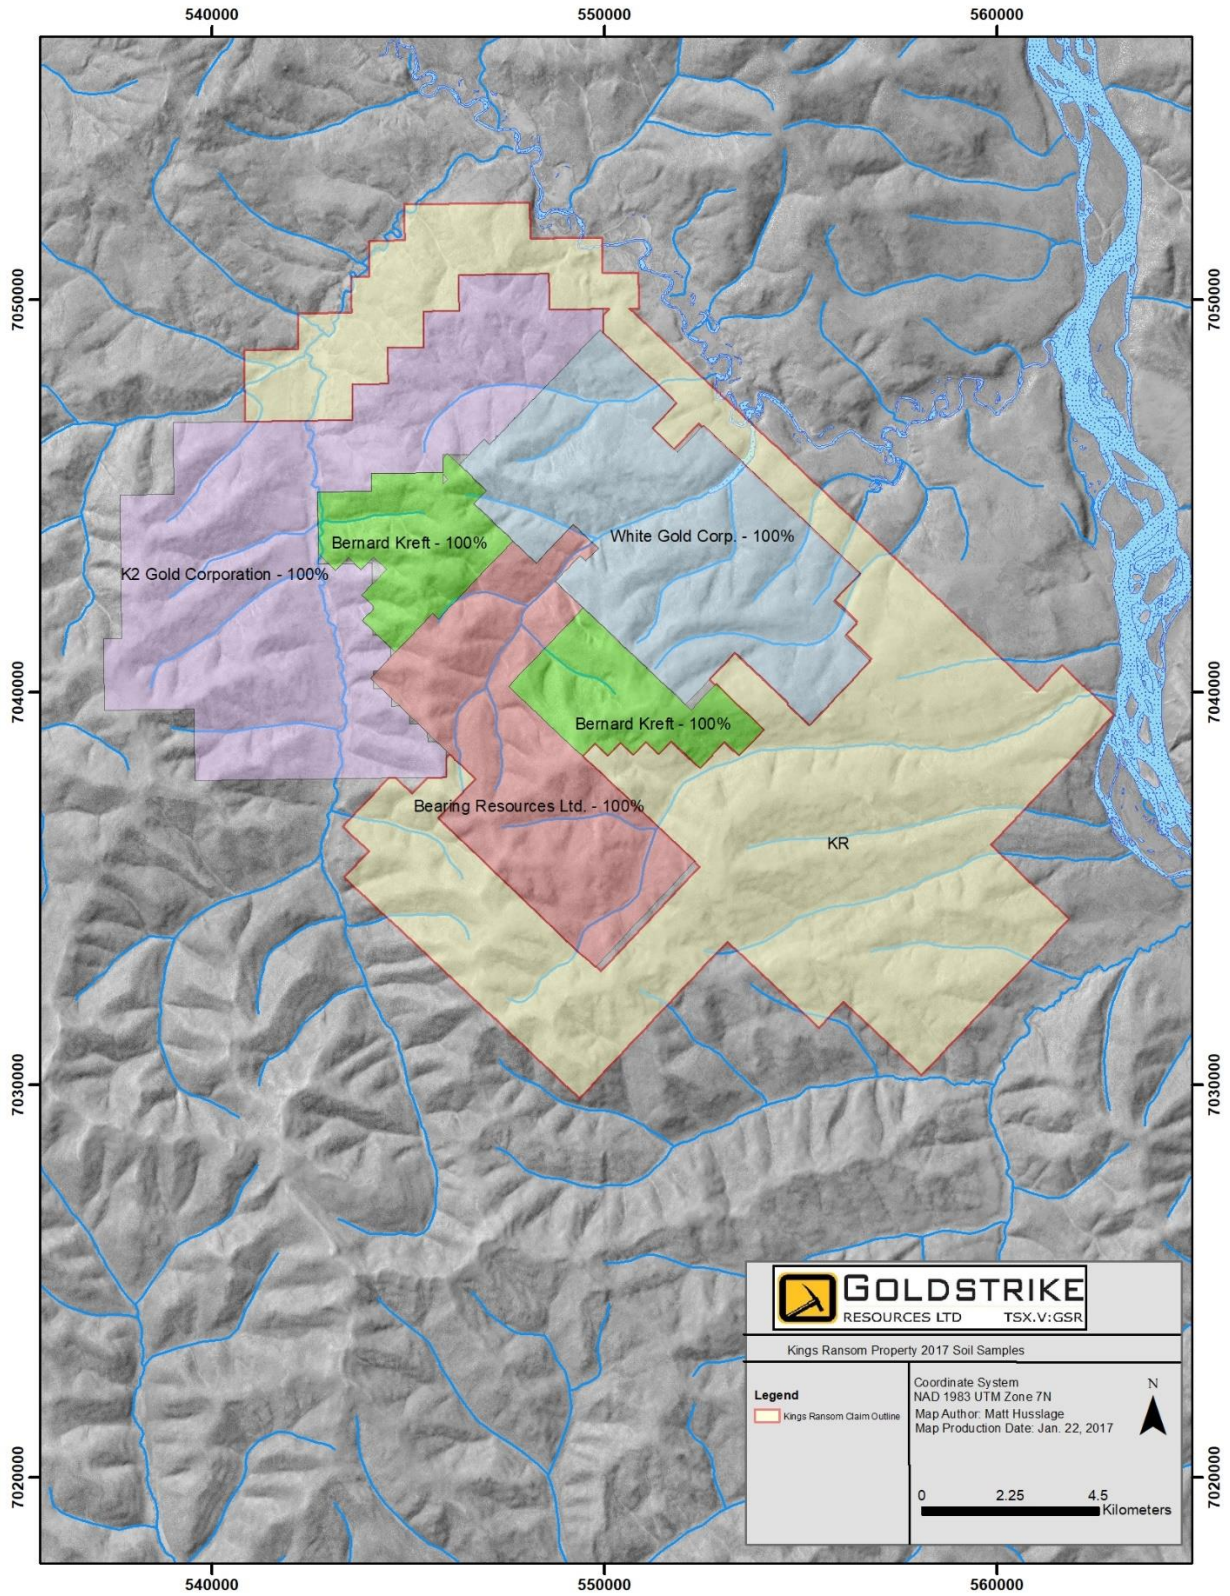 540000
550000
560000
7050000
7050000
K2 Gold Corporation - 100%
Bernard Kreft - 100%
White Gold Corp. - 100%
7040000
7040000
Bernard Kreft - 100%
Bearing Resources Ltd. - 100%
KR
7030000
7030000
GOLDSTRIKE
RESOURCES LTD TSX.V:GSR
Kings Ransom Property 2017 Soil Samples
Legend
Kings Ransom Claim Outline
Coordinate System
NAD 1983 UTM Zone 7N
Map Author: Matt Husslage
Map Production Date: Jan. 22, 2017
N
0 2.25 4.5
Kilometers
7020000
7020000
540000
550000
560000